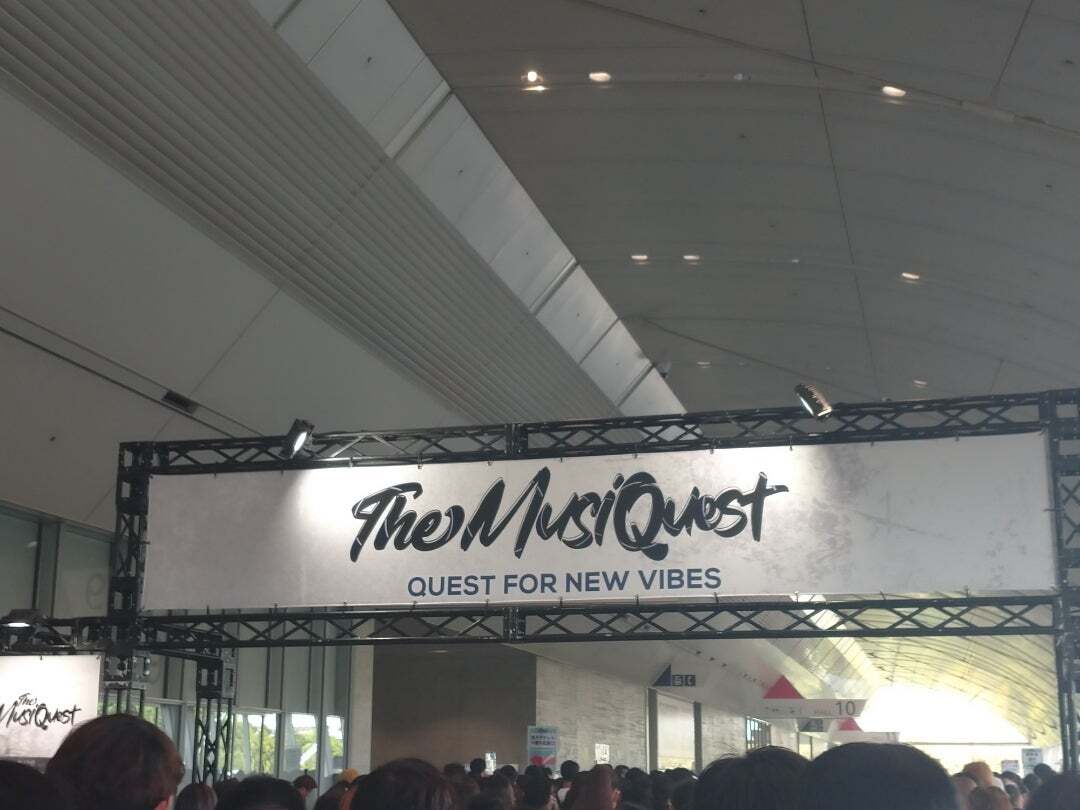 The MusiQuest
QUEST FOR NEW VIBES
The
MusiQuest
10